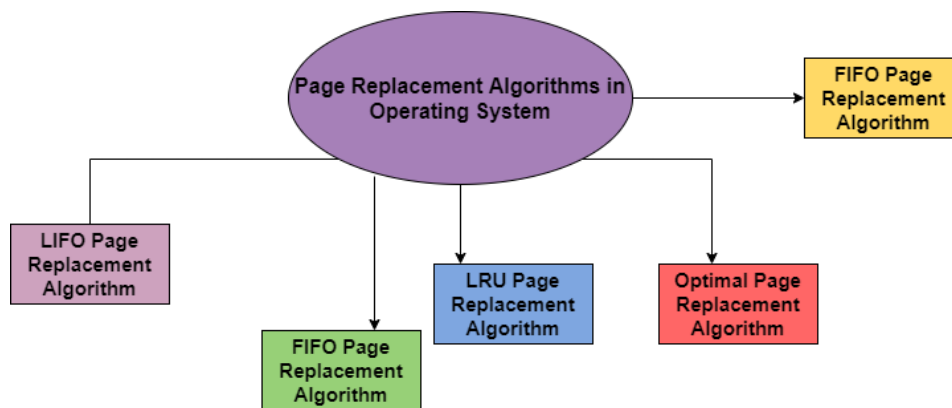 Page Replacement Algorithms in
Operating System
FIFO Page
Replacement
Algorithm
LIFO Page
Replacement
Algorithm
FIFO Page
Replacement
Algorithm
LRU Page
Replacement
Algorithm
Optimal Page
Replacement
Algorithm